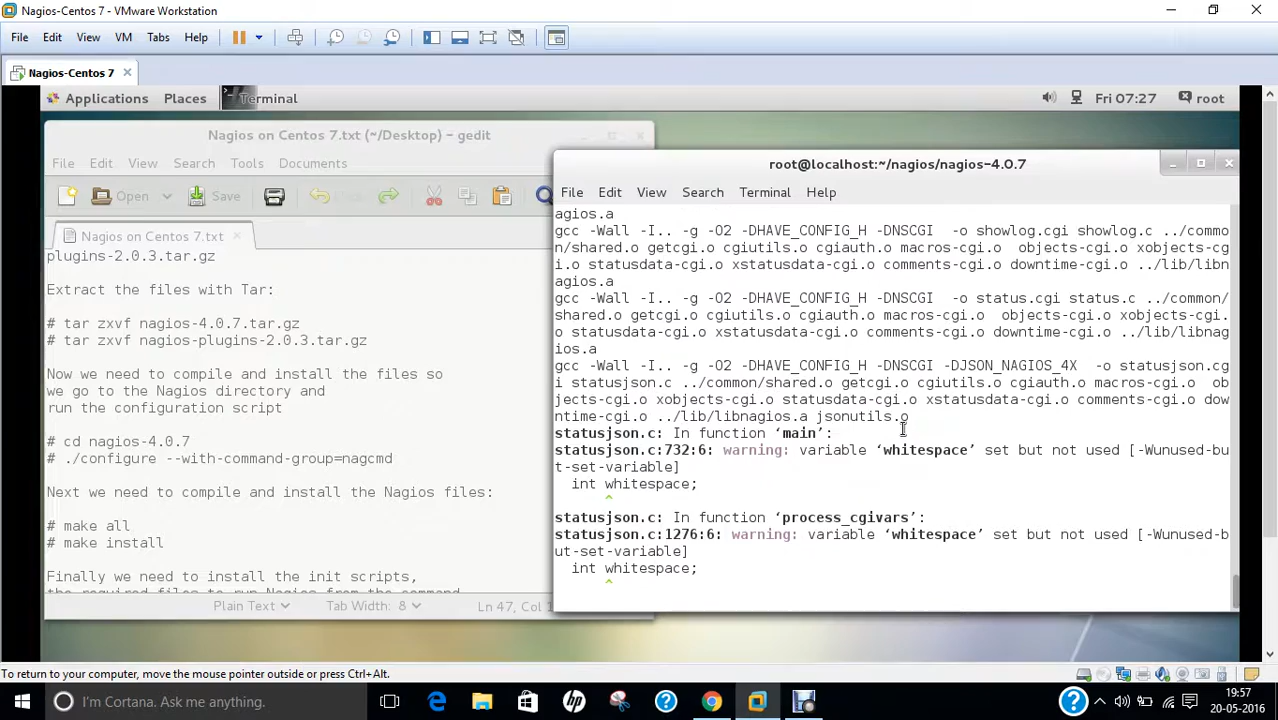 Nagios-Centos 7 - VMware Workstation
File Edit View VM Tabs Help
Nagios-Centos 7
Applications Places Terminal Fri 07:27 root
Nagios on Centos 7.txt (~/Desktop) - gedit
File Edit View Search Tools Documents
Open Save Undo
Nagios on Centos 7.txt
plugins-2.0.3.tar.gz
Extract the files with Tar:
# tar zxvf nagios-4.0.7.tar.gz
# tar zxvf nagios-plugins-2.0.3.tar.gz
Now we need to compile and install the files so
we go to the Nagios directory and
run the configuration script
# cd nagios-4.0.7
# ./configure --with-command-group=nagcmd
Next we need to compile and install the Nagios files:
# make all
# make install
Finally we need to install the init scripts,
the required files to run Nagios from the command
Plain Text Tab Width: 8 Ln 47, Col 1
root@localhost:~/nagios/nagios-4.0.7
File Edit View Search Terminal Help
agios.a
gcc -Wall -I.. -g -O2 -DHAVE_CONFIG_H -DNSCGI -o showlog.cgi showlog.c ../commo
n/shared.o getcgi.o cgiutils.o cgiauth.o macros-cgi.o objects-cgi.o xobjects-cg
i.o statusdata-cgi.o xstatusdata-cgi.o comments-cgi.o downtime-cgi.o ../lib/libn
agios.a
gcc -Wall -I.. -g -O2 -DHAVE_CONFIG_H -DNSCGI -o status.cgi status.c ../common/
shared.o getcgi.o cgiutils.o cgiauth.o macros-cgi.o objects-cgi.o xobjects-cgi.
o statusdata-cgi.o xstatusdata-cgi.o comments-cgi.o downtime-cgi.o ../lib/libnag
ios.a
gcc -Wall -I.. -g -O2 -DHAVE_CONFIG_H -DNSCGI -DJSON_NAGIOS_4X -o statusjson.cg
i statusjson.c ../common/shared.o getcgi.o cgiutils.o cgiauth.o macros-cgi.o ob
jects-cgi.o xobjects-cgi.o statusdata-cgi.o xstatusdata-cgi.o comments-cgi.o dow
ntime-cgi.o ../lib/libnagios.a jsonutils.o
statusjson.c: In function ‘main’:
statusjson.c:732:6: warning: variable ‘whitespace’ set but not used [-Wunused-bu
t-set-variable]
int whitespace;
^
statusjson.c: In function ‘process_cgivars’:
statusjson.c:1276:6: warning: variable ‘whitespace’ set but not used [-Wunused-b
ut-set-variable]
int whitespace;
^
To return to your computer, move the mouse pointer outside or press Ctrl+Alt.
I'm Cortana. Ask me anything.
19:57
20-05-2016